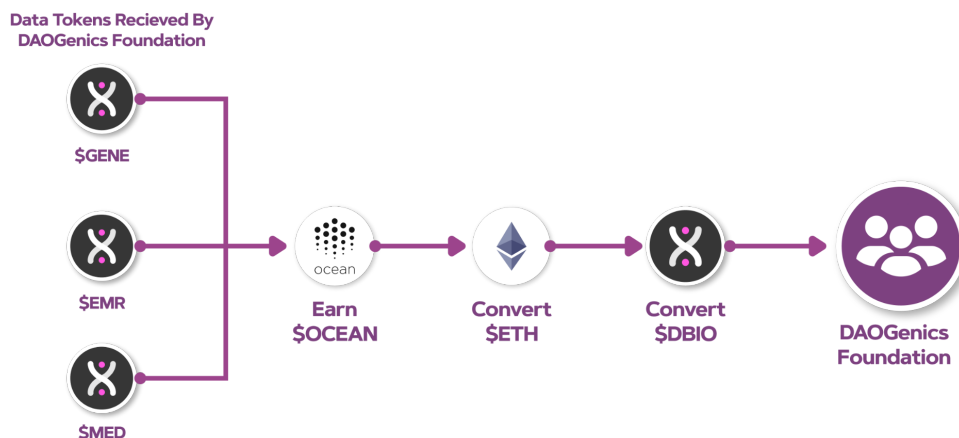 Data Tokens Recieved By
DAOGenics Foundation
$GENE
$EMR
$MED
ocean
Earn
$OCEAN
Convert
$ETH
Convert
$DBIO
DAOGenics
Foundation